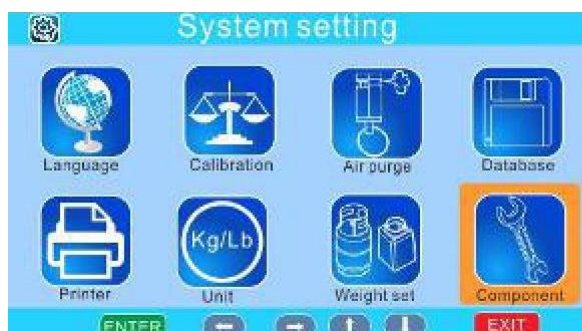 System setting
Language Calibration Air purge Database
Kg/Lb
Printer Unit Weight set Component
ENTER EXIT